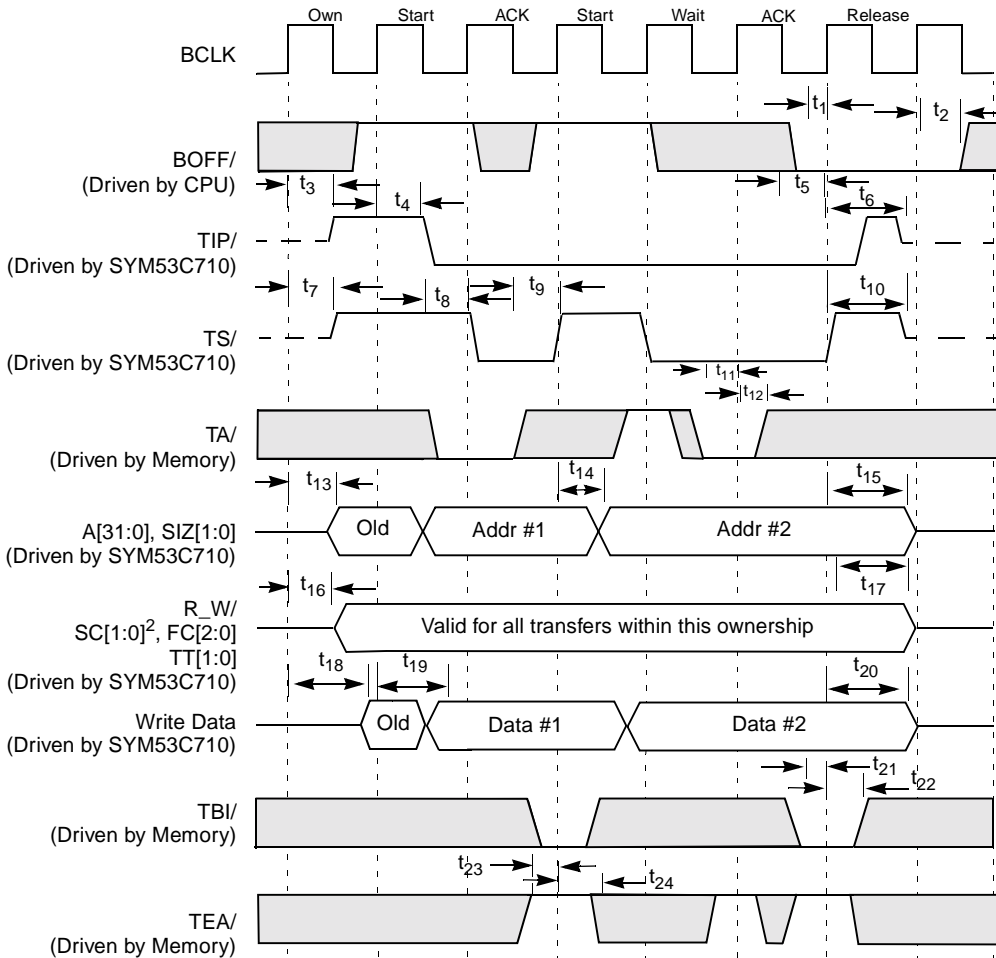 Own Start ACK Start Wait ACK Release
BCLK
t1 t2
BOFF/
(Driven by CPU)
t3 t5
t4 t6
TIP/
(Driven by SYM53C710)
t7 t8 t9 t10
TS/
(Driven by SYM53C710)
t11
t12
TA/
(Driven by Memory)
t13 t14 t15
A[31:0], SIZ[1:0]
(Driven by SYM53C710)
Old Addr #1 Addr #2
t16 t17
R_W/
SC[1:0]2, FC[2:0]
TT[1:0]
(Driven by SYM53C710)
Valid for all transfers within this ownership
t18 t19 t20
Write Data
(Driven by SYM53C710)
Old Data #1 Data #2
t21
t22
TBI/
(Driven by Memory)
t23 t24
TEA/
(Driven by Memory)